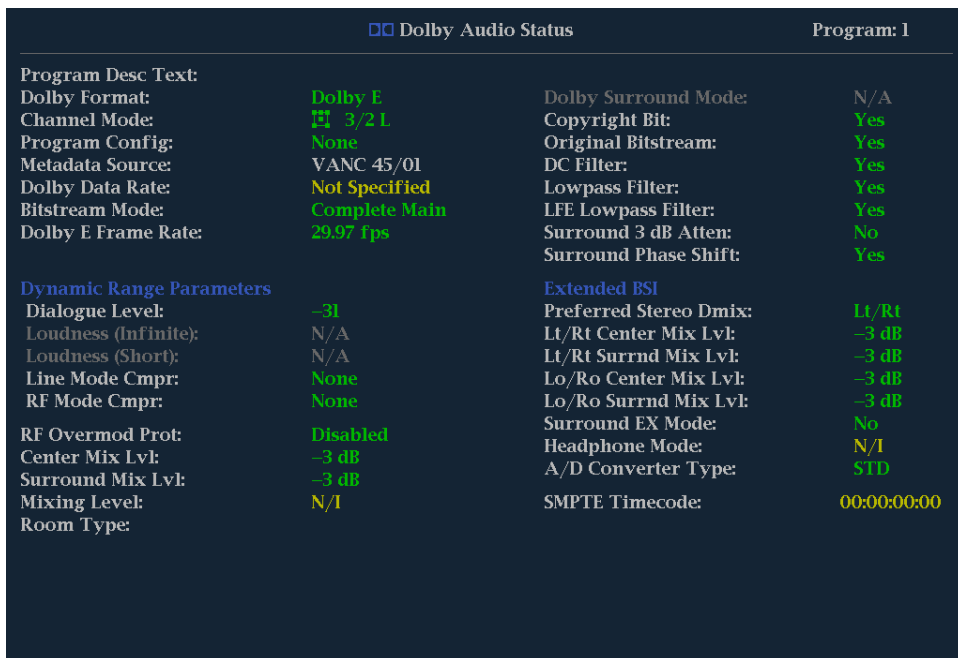 Dolby Audio Status
Program: 1
Program Desc Text:
Dolby Format: Dolby E
Channel Mode: 3/2 L
Program Config: None
Metadata Source: VANC 45/01
Dolby Data Rate: Not Specified
Bitstream Mode: Complete Main
Dolby E Frame Rate: 29.97 fps
Dolby Surround Mode: N/A
Copyright Bit: Yes
Original Bitstream: Yes
DC Filter: Yes
Lowpass Filter: Yes
LFE Lowpass Filter: Yes
Surround 3 dB Atten: No
Surround Phase Shift: Yes
Dynamic Range Parameters
Dialogue Level: −31
Loudness (Infinite): N/A
Loudness (Short): N/A
Line Mode Cmpr: None
RF Mode Cmpr: None
RF Overmod Prot: Disabled
Center Mix Lvl: −3 dB
Surround Mix Lvl: −3 dB
Mixing Level: N/I
Room Type:
Extended BSI
Preferred Stereo Dmix: Lt/Rt
Lt/Rt Center Mix Lvl: −3 dB
Lt/Rt Surrnd Mix Lvl: −3 dB
Lo/Ro Center Mix Lvl: −3 dB
Lo/Ro Surrnd Mix Lvl: −3 dB
Surround EX Mode: No
Headphone Mode: N/I
A/D Converter Type: STD
SMPTE Timecode: 00:00:00:00